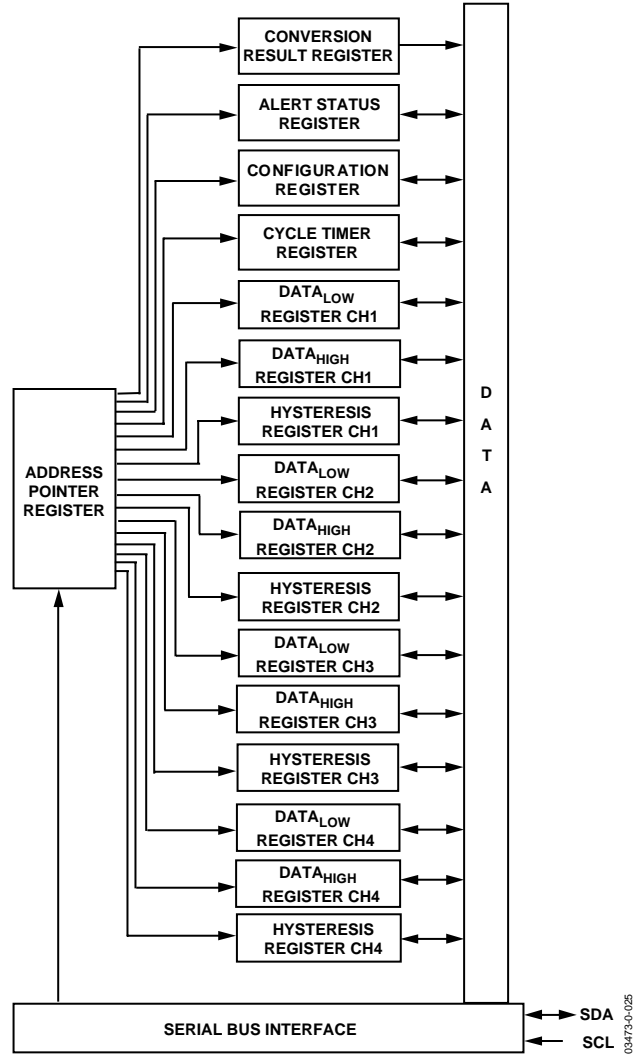 CONVERSION
RESULT REGISTER
ALERT STATUS
REGISTER
CONFIGURATION
REGISTER
CYCLE TIMER
REGISTER
DATALOW
REGISTER CH1
DATAHIGH
REGISTER CH1
HYSTERESIS
REGISTER CH1
DATALOW
REGISTER CH2
DATAHIGH
REGISTER CH2
HYSTERESIS
REGISTER CH2
DATALOW
REGISTER CH3
DATAHIGH
REGISTER CH3
HYSTERESIS
REGISTER CH3
DATALOW
REGISTER CH4
DATAHIGH
REGISTER CH4
HYSTERESIS
REGISTER CH4
ADDRESS
POINTER
REGISTER
D
A
T
A
SERIAL BUS INTERFACE
SDA
SCL
03473-0-025